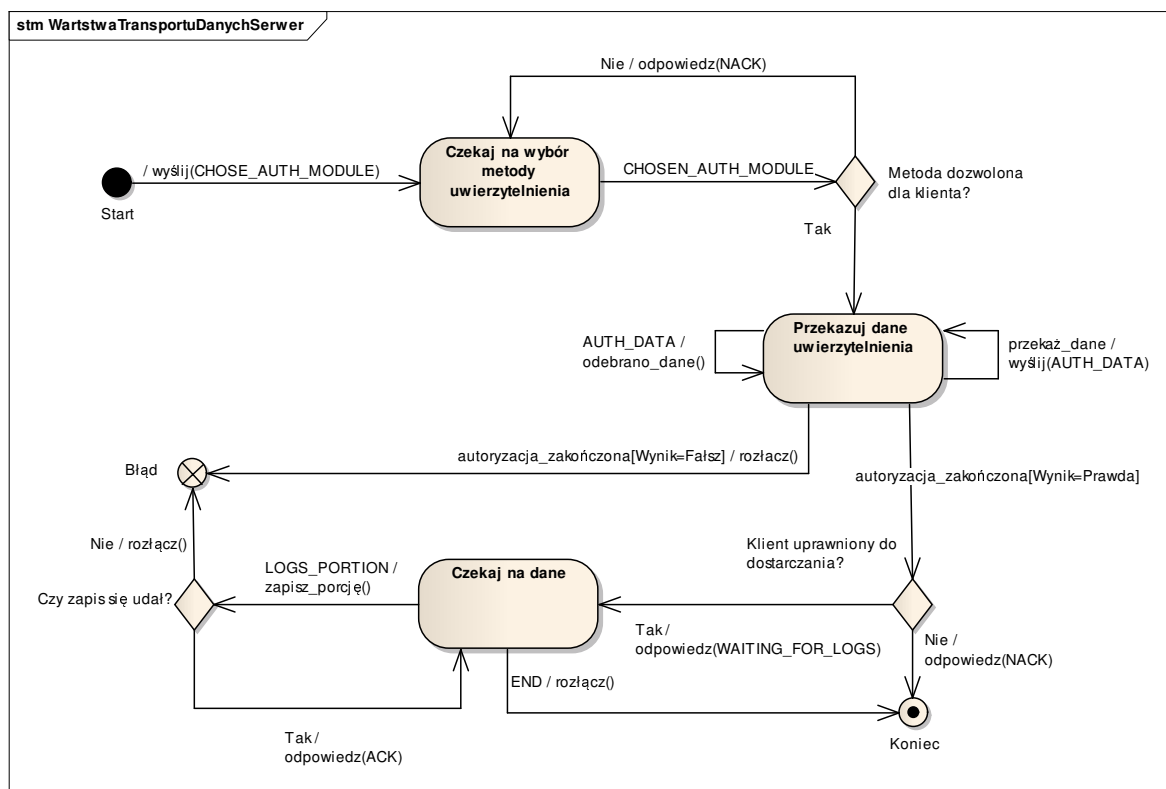 stm WartstwaTransportuDanychSerwer
Nie / odpowiedz(NACK)
Czekaj na wybór
metody
uwierzytelnienia
/ wyślij(CHOSE_AUTH_MODULE)
CHOSEN_AUTH_MODULE
Metoda dozwolona
dla klienta?
Start
Tak
Przekazuj dane
uwierzytelnienia
AUTH_DATA /
odebrano_dane()
przekaż_dane /
wyślij(AUTH_DATA)
autoryzacja_zakończona[Wynik=Fałsz] / rozłacz()
Błąd
autoryzacja_zakończona[Wynik=Prawda]
Nie / rozłącz()
Klient uprawniony do
dostarczania?
LOGS_PORTION /
zapisz_porcję()
Czekaj na dane
Czy zapis się udał?
Tak /
odpowiedz(WAITING_FOR_LOGS)
Nie /
odpowiedz(NACK)
END / rozłącz()
Koniec
Tak /
odpowiedz(ACK)